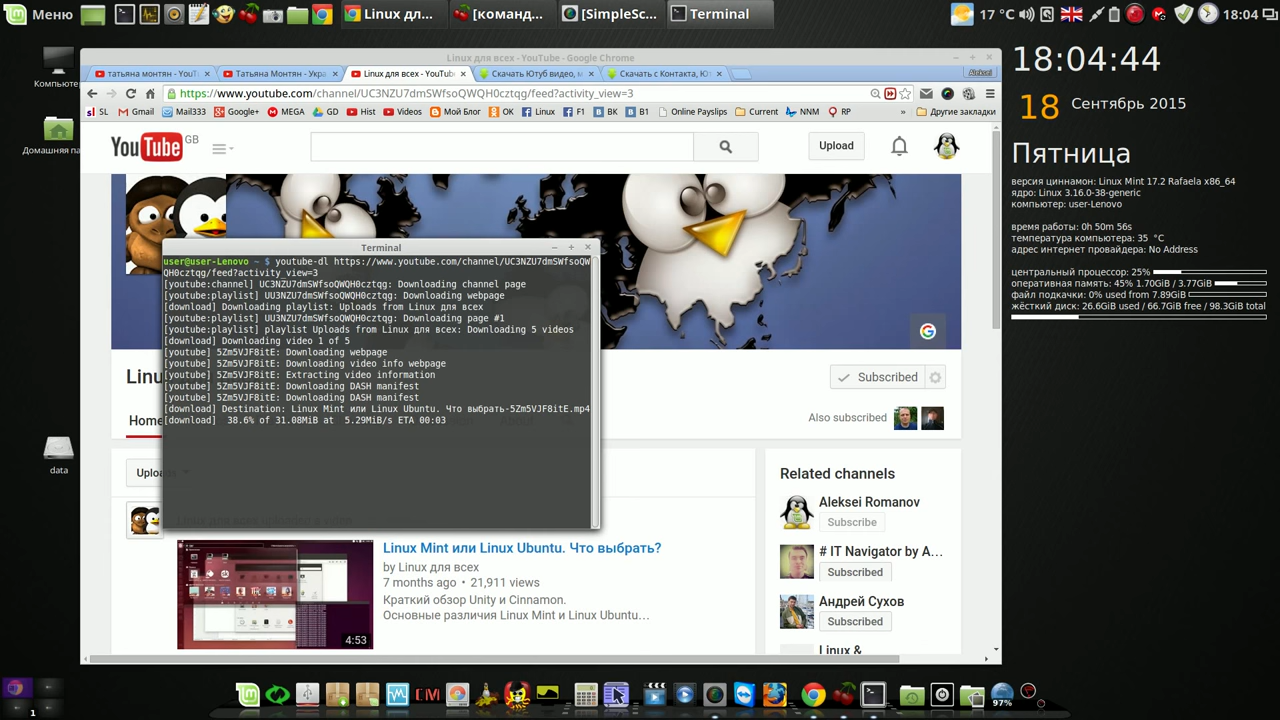 Меню
Linux дл...
[команд...
[SimpleSc...
Terminal
17 °C
18:04
Компьюте
Домашняя па
data
Linux для всех - YouTube - Google Chrome
татьяна монтян - YouT
Татьяна Монтян - Укра
Linux для всех - YouTube
Скачать Ютуб видео, м
Скачать с Контакта, Ют
Aleksei
https://www.youtube.com/channel/UC3NZU7dmSWfsoQWQH0cztqg/feed?activity_view=3
SL
Gmail
Mail333
Google+
MEGA
GD
Hist
Videos
Мой Блог
OK
Linux
F1
BK
B1
Online Payslips
Current
NNM
RP
»
Другие закладки
YouTube GB
Upload
Terminal
user@user-Lenovo ~ $ youtube-dl https://www.youtube.com/channel/UC3NZU7dmSWfsoQW
QH0cztqg/feed?activity_view=3
[youtube:channel] UC3NZU7dmSWfsoQWQH0cztqg: Downloading channel page
[youtube:playlist] UU3NZU7dmSWfsoQWQH0cztqg: Downloading webpage
[download] Downloading playlist: Uploads from Linux для всех
[youtube:playlist] UU3NZU7dmSWfsoQWQH0cztqg: Downloading page #1
[youtube:playlist] playlist Uploads from Linux для всех: Downloading 5 videos
[download] Downloading video 1 of 5
[youtube] 5Zm5VJF8itE: Downloading webpage
[youtube] 5Zm5VJF8itE: Downloading video info webpage
[youtube] 5Zm5VJF8itE: Extracting video information
[youtube] 5Zm5VJF8itE: Downloading DASH manifest
[youtube] 5Zm5VJF8itE: Downloading DASH manifest
[download] Destination: Linux Mint или Linux Ubuntu. Что выбрать-5Zm5VJF8itE.mp4
[download]  38.6% of 31.08MiB at  5.29MiB/s ETA 00:03
Linu
Subscribed
Home
Also subscribed
Uploads
Linux Mint или Linux Ubuntu. Что выбрать?
by Linux для всех
7 months ago • 21,911 views
Краткий обзор Unity и Cinnamon.
Основные различия Linux Mint и Linux Ubuntu...
4:53
Related channels
Aleksei Romanov
Subscribe
# IT Navigator by A...
Subscribed
Андрей Сухов
Subscribed
Linux &
18:04:44
18 Сентябрь 2015
Пятница
версия циннамон: Linux Mint 17.2 Rafaela x86_64
ядро: Linux 3.16.0-38-generic
компьютер: user-Lenovo
время работы: 0h 50m 56s
температура компьютера: 35 °C
адрес интернет провайдера: No Address
центральный процессор: 25%
оперативная память: 45% 1.70GiB / 3.77GiB
файл подкачки: 0% used from 7.89GiB
жёсткий диск: 26.6GiB used / 66.7GiB free / 98.3GiB total
1
97%